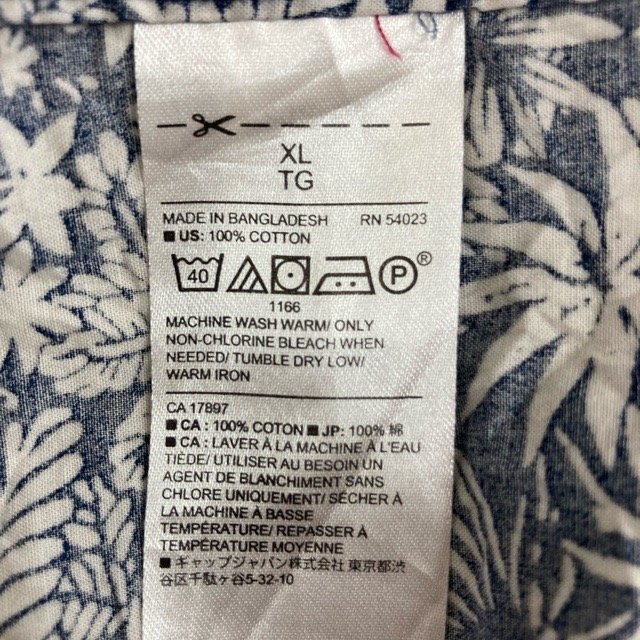 XL
TG
MADE IN BANGLADESH RN 54023
■ US: 100% COTTON
40 P ®
1166
MACHINE WASH WARM/ ONLY
NON-CHLORINE BLEACH WHEN
NEEDED/ TUMBLE DRY LOW/
WARM IRON
CA 17897
■ CA : 100% COTON ■ JP: 100% 綿
■ CA : LAVER À LA MACHINE À L'EAU
TIÈDE/ UTILISER AU BESOIN UN
AGENT DE BLANCHIMENT SANS
CHLORE UNIQUEMENT/ SÉCHER À
LA MACHINE À BASSE
TEMPÉRATURE/ REPASSER À
TEMPÉRATURE MOYENNE
■ ギャップジャパン株式会社 東京都渋
谷区千駄ヶ谷5-32-10